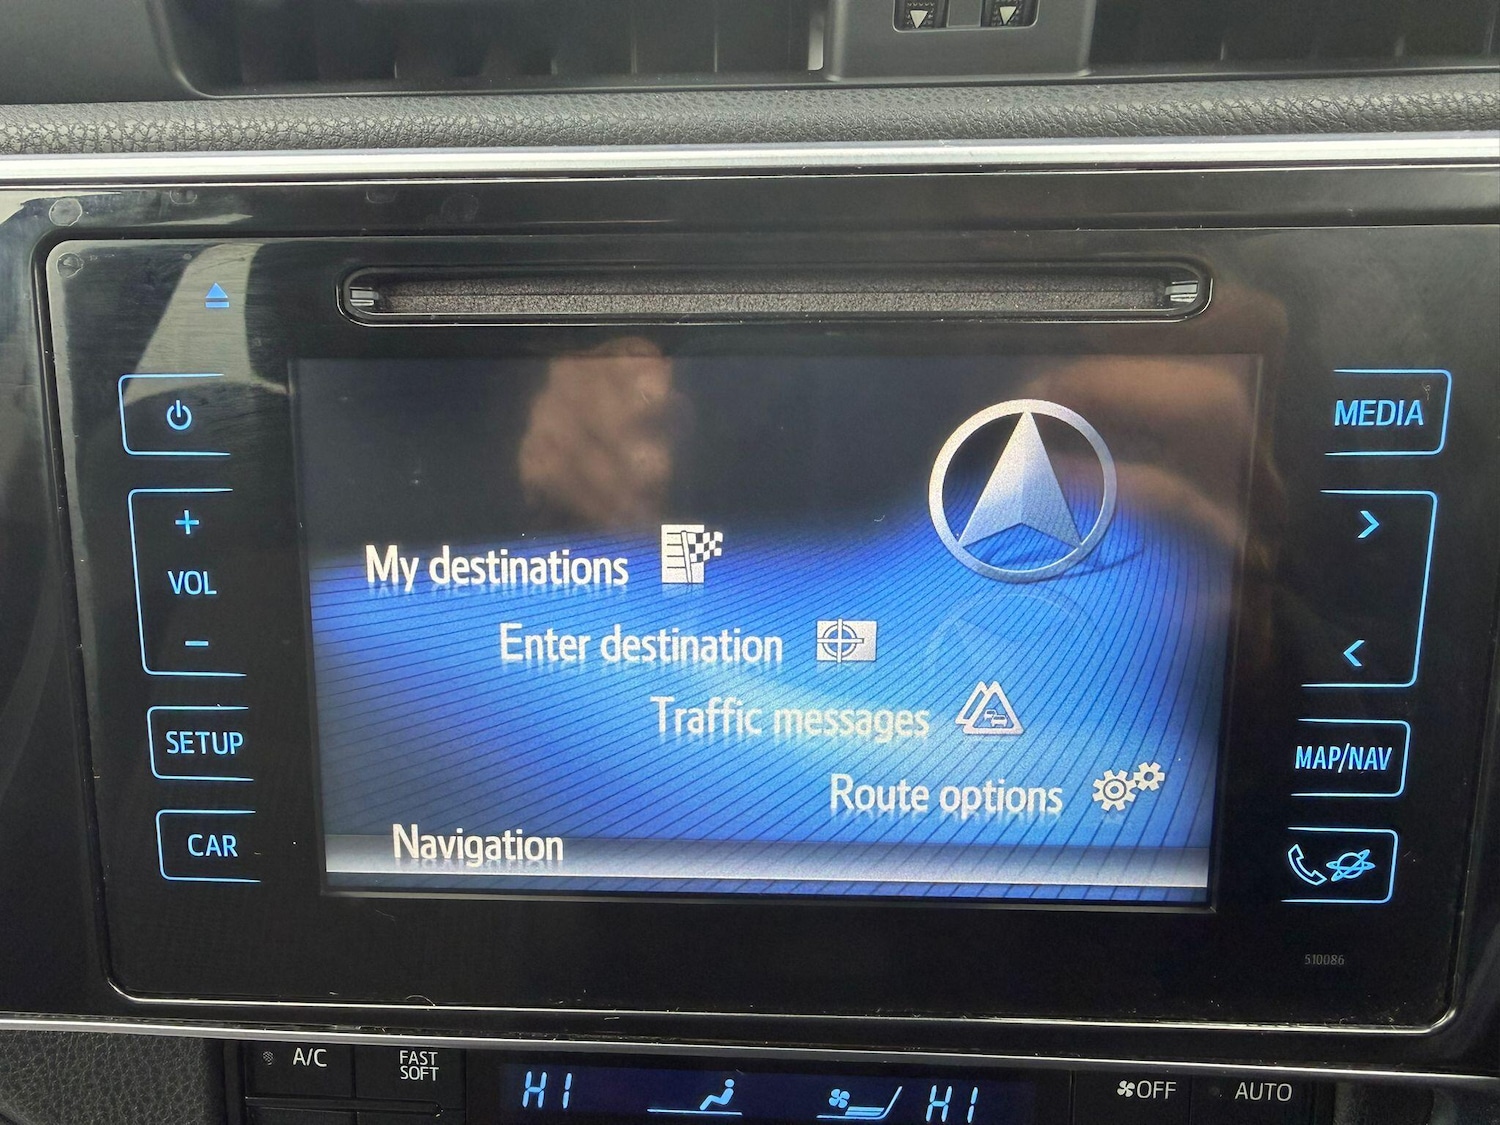 MEDIA
VOL
My destinations
Enter destination
Traffic messages
SETUP
MAP/NAV
Route options
CAR
Navigation
510086
A/C
FAST
SOFT
HI
HI
OFF
AUTO